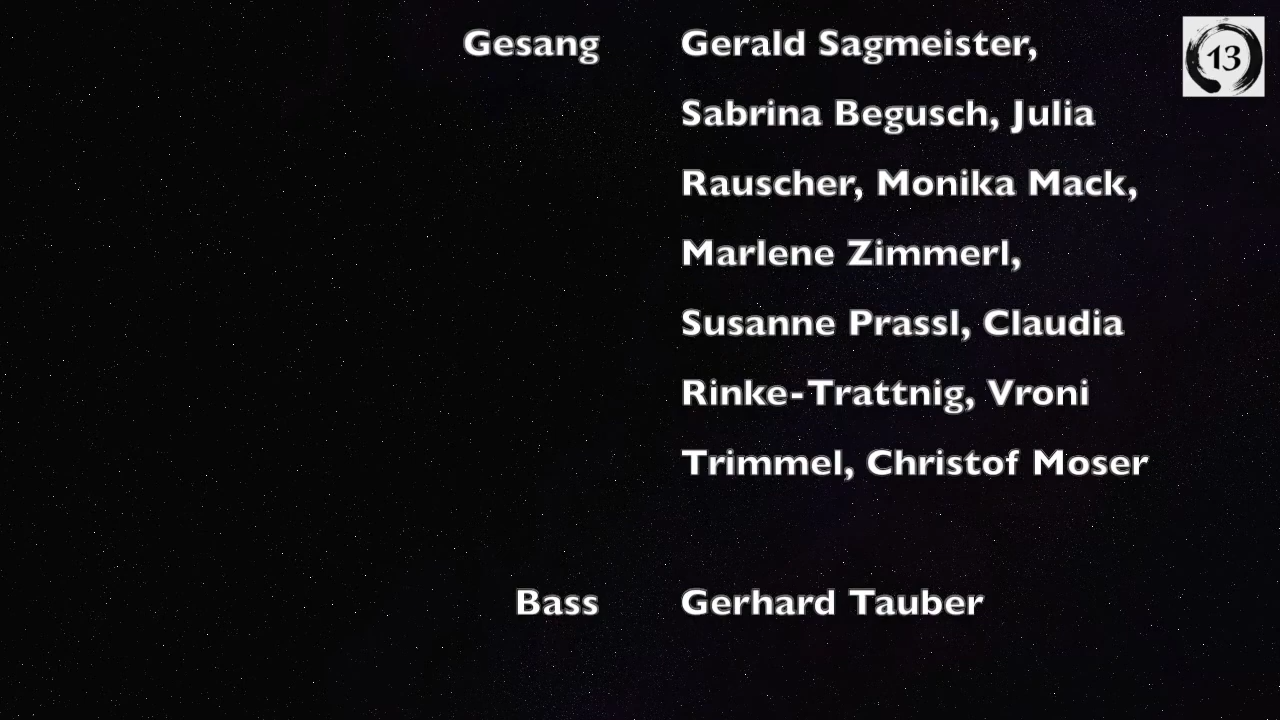 Gesang Gerald Sagmeister,
Sabrina Begusch, Julia
Rauscher, Monika Mack,
Marlene Zimmerl,
Susanne Prassl, Claudia
Rinke-Trattnig, Vroni
Trimmel, Christof Moser
Bass Gerhard Tauber
13